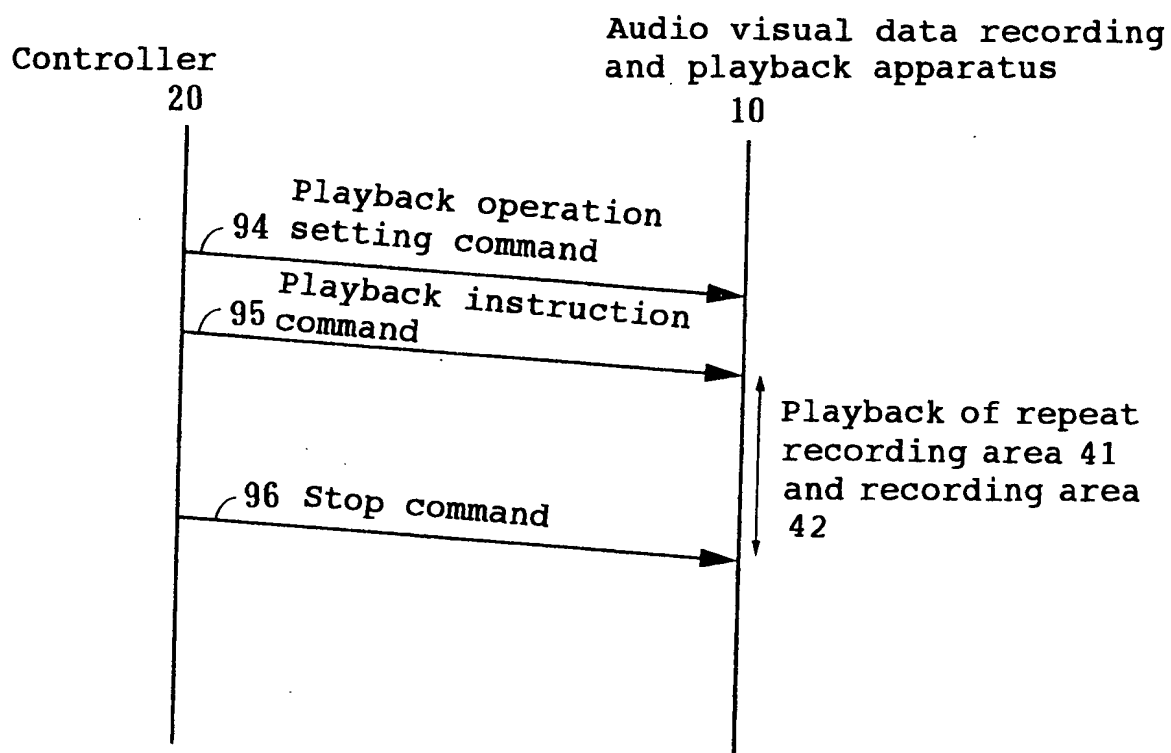 Controller
20
Audio visual data recording
and playback apparatus
10
Playback operation
94 setting command
Playback instruction
95 command
Playback of repeat
recording area 41
and recording area
42
96 Stop command